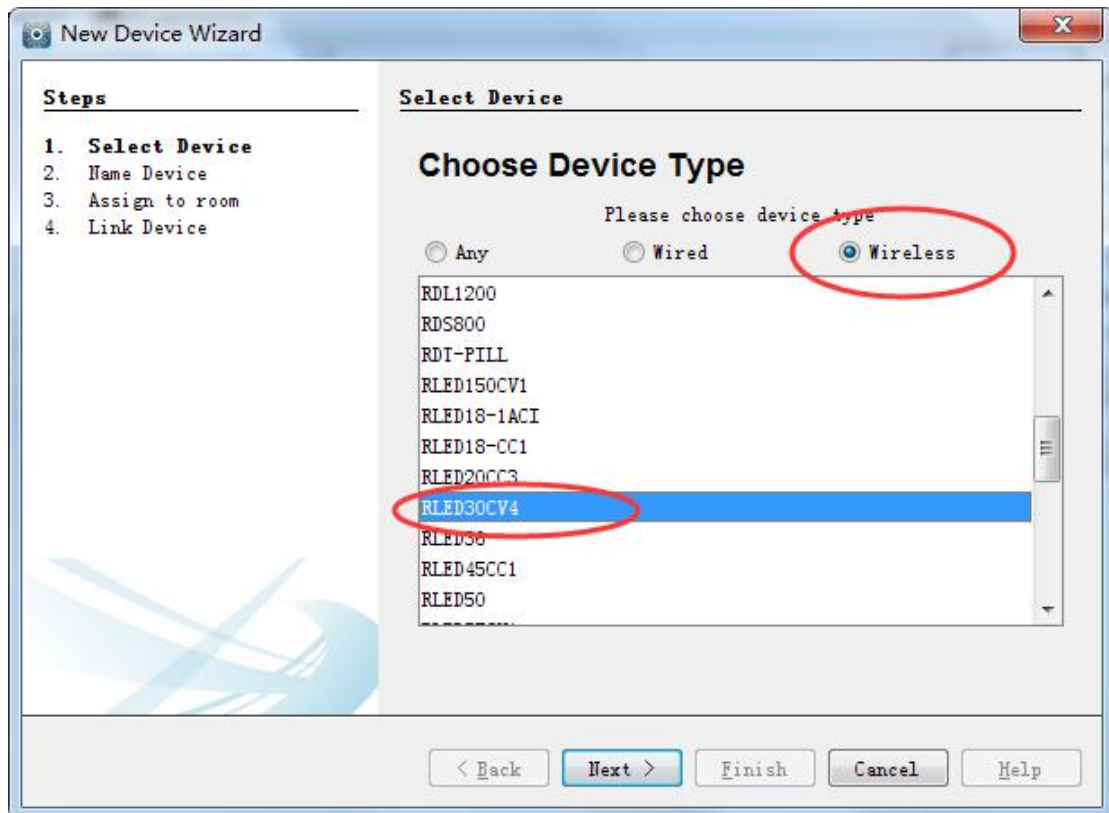 New Device Wizard
Steps
1. Select Device
2. Name Device
3. Assign to room
4. Link Device
Select Device
Choose Device Type
Please choose device type
Any Wired Wireless
RDL1200
RDS800
RDT-PILL
RLED150CV1
RLED18-1ACI
RLED18-CC1
RLED20CC3
RLED30CV4
RLED36
RLED45CC1
RLED50
< Back Next > Finish Cancel Help